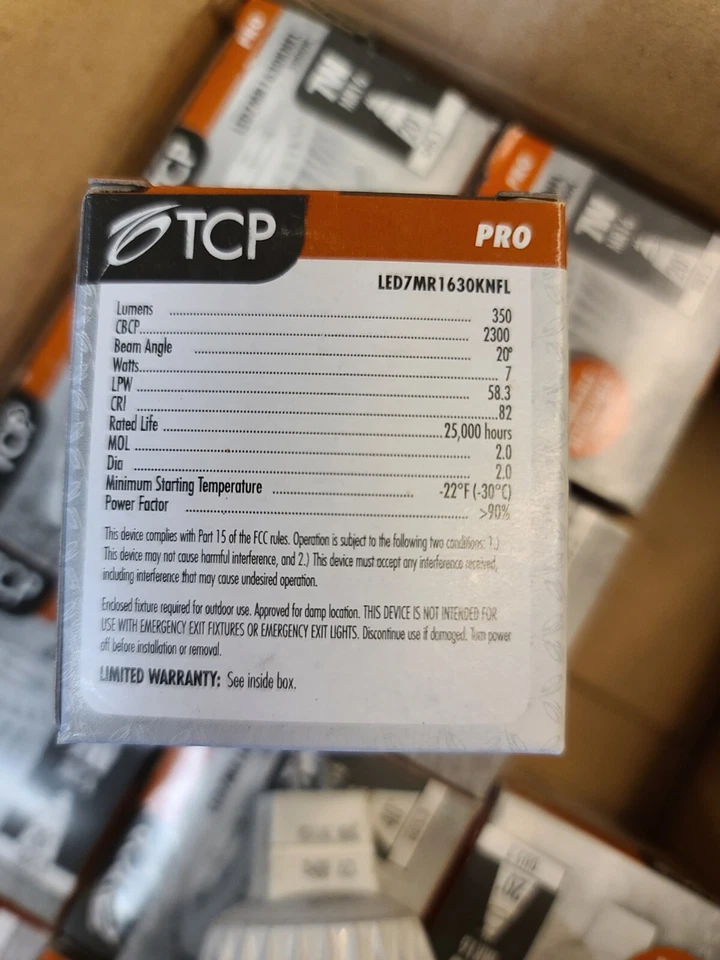 PRO
7W
20°
TCP
PRO
7W
TCP
PRO
LED7MR1630KNFL
Lumens 350
CBCP 2300
Beam Angle 20°
Watts 7
LPW 58.3
CRI 82
Rated Life 25,000 hours
MOL 2.0
Dia 2.0
Minimum Starting Temperature -22°F (-30°C)
Power Factor >90%
This device complies with Part 15 of the FCC rules. Operation is subject to the following two conditions: 1.)
This device may not cause harmful interference, and 2.) This device must accept any interference received,
including interference that may cause undesired operation.
Enclosed fixture required for outdoor use. Approved for damp location. THIS DEVICE IS NOT INTENDED FOR
USE WITH EMERGENCY EXIT FIXTURES OR EMERGENCY EXIT LIGHTS. Discontinue use if damaged. Turn power
off before installation or removal.
LIMITED WARRANTY: See inside box.